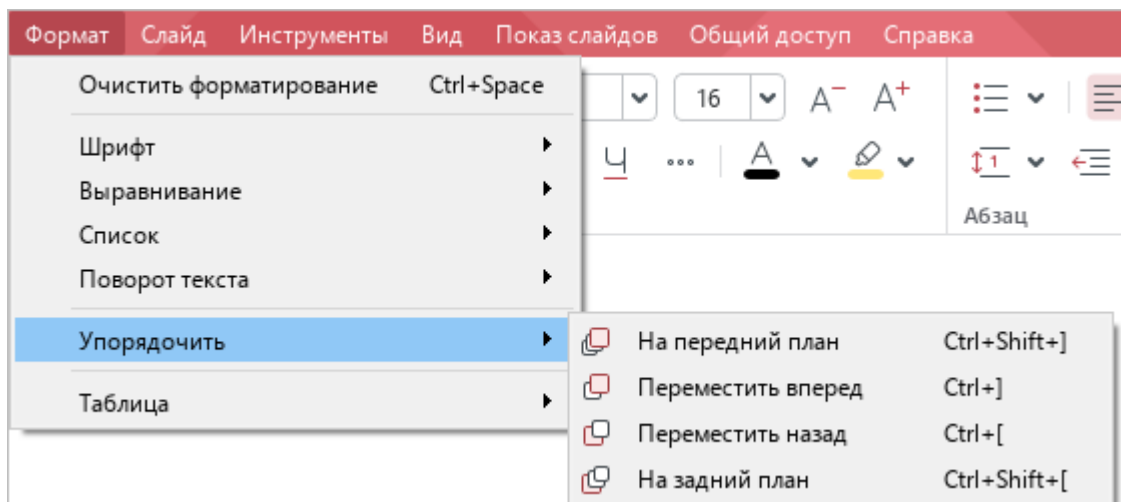 Формат Слайд Инструменты Вид Показ слайдов Общий доступ Справка
Очистить форматирование Ctrl+Space
16 A⁻ A⁺
Шрифт
Ч A
Выравнивание
Абзац
Список
Поворот текста
Упорядочить
На передний план Ctrl+Shift+]
Переместить вперед Ctrl+]
Таблица
Переместить назад Ctrl+[
На задний план Ctrl+Shift+[